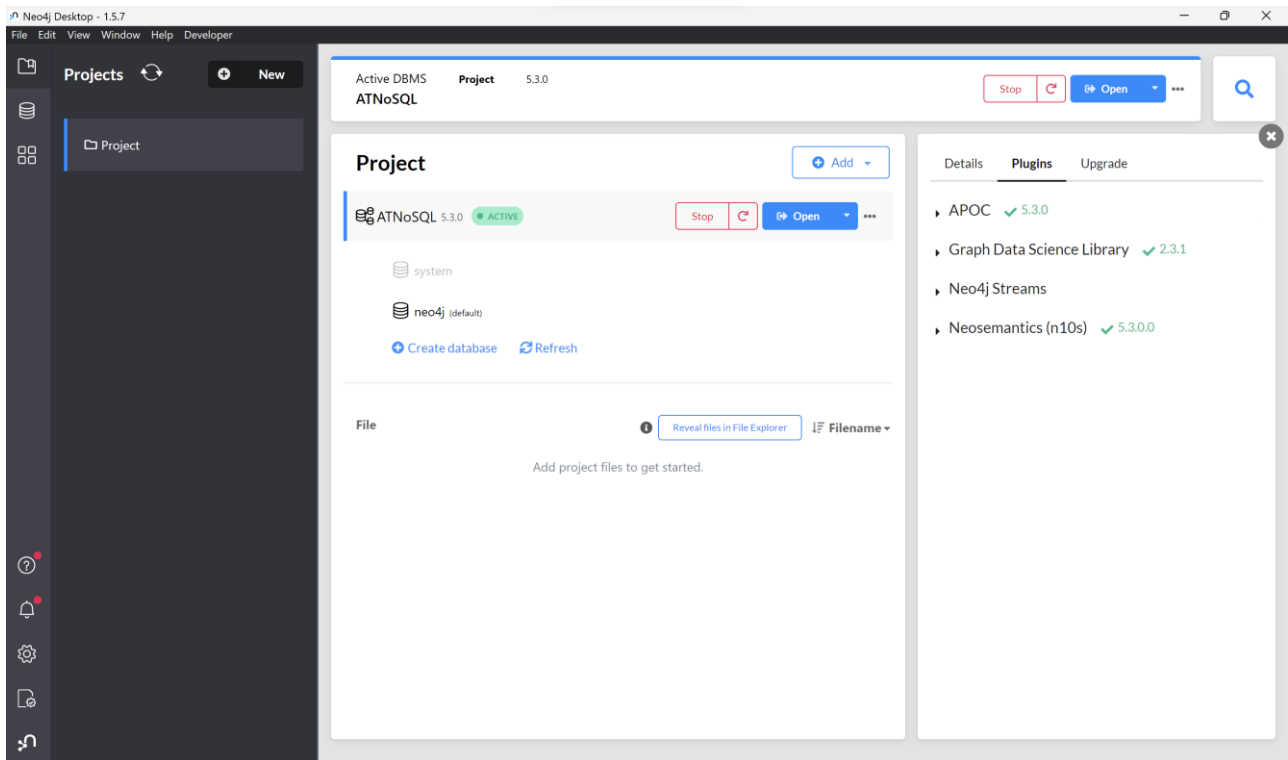 Neo4j Desktop - 1.5.7
File Edit View Window Help Developer
Projects
New
Project
Active DBMS Project 5.3.0
ATNoSQL
Stop
Open
Project
Add
ATNoSQL 5.3.0 ACTIVE
Stop
Open
system
neo4j (default)
Create database Refresh
File
Reveal files in File Explorer
Filename
Add project files to get started.
Details Plugins Upgrade
APOC 5.3.0
Graph Data Science Library 2.3.1
Neo4j Streams
Neosemantics (n10s) 5.3.0.0